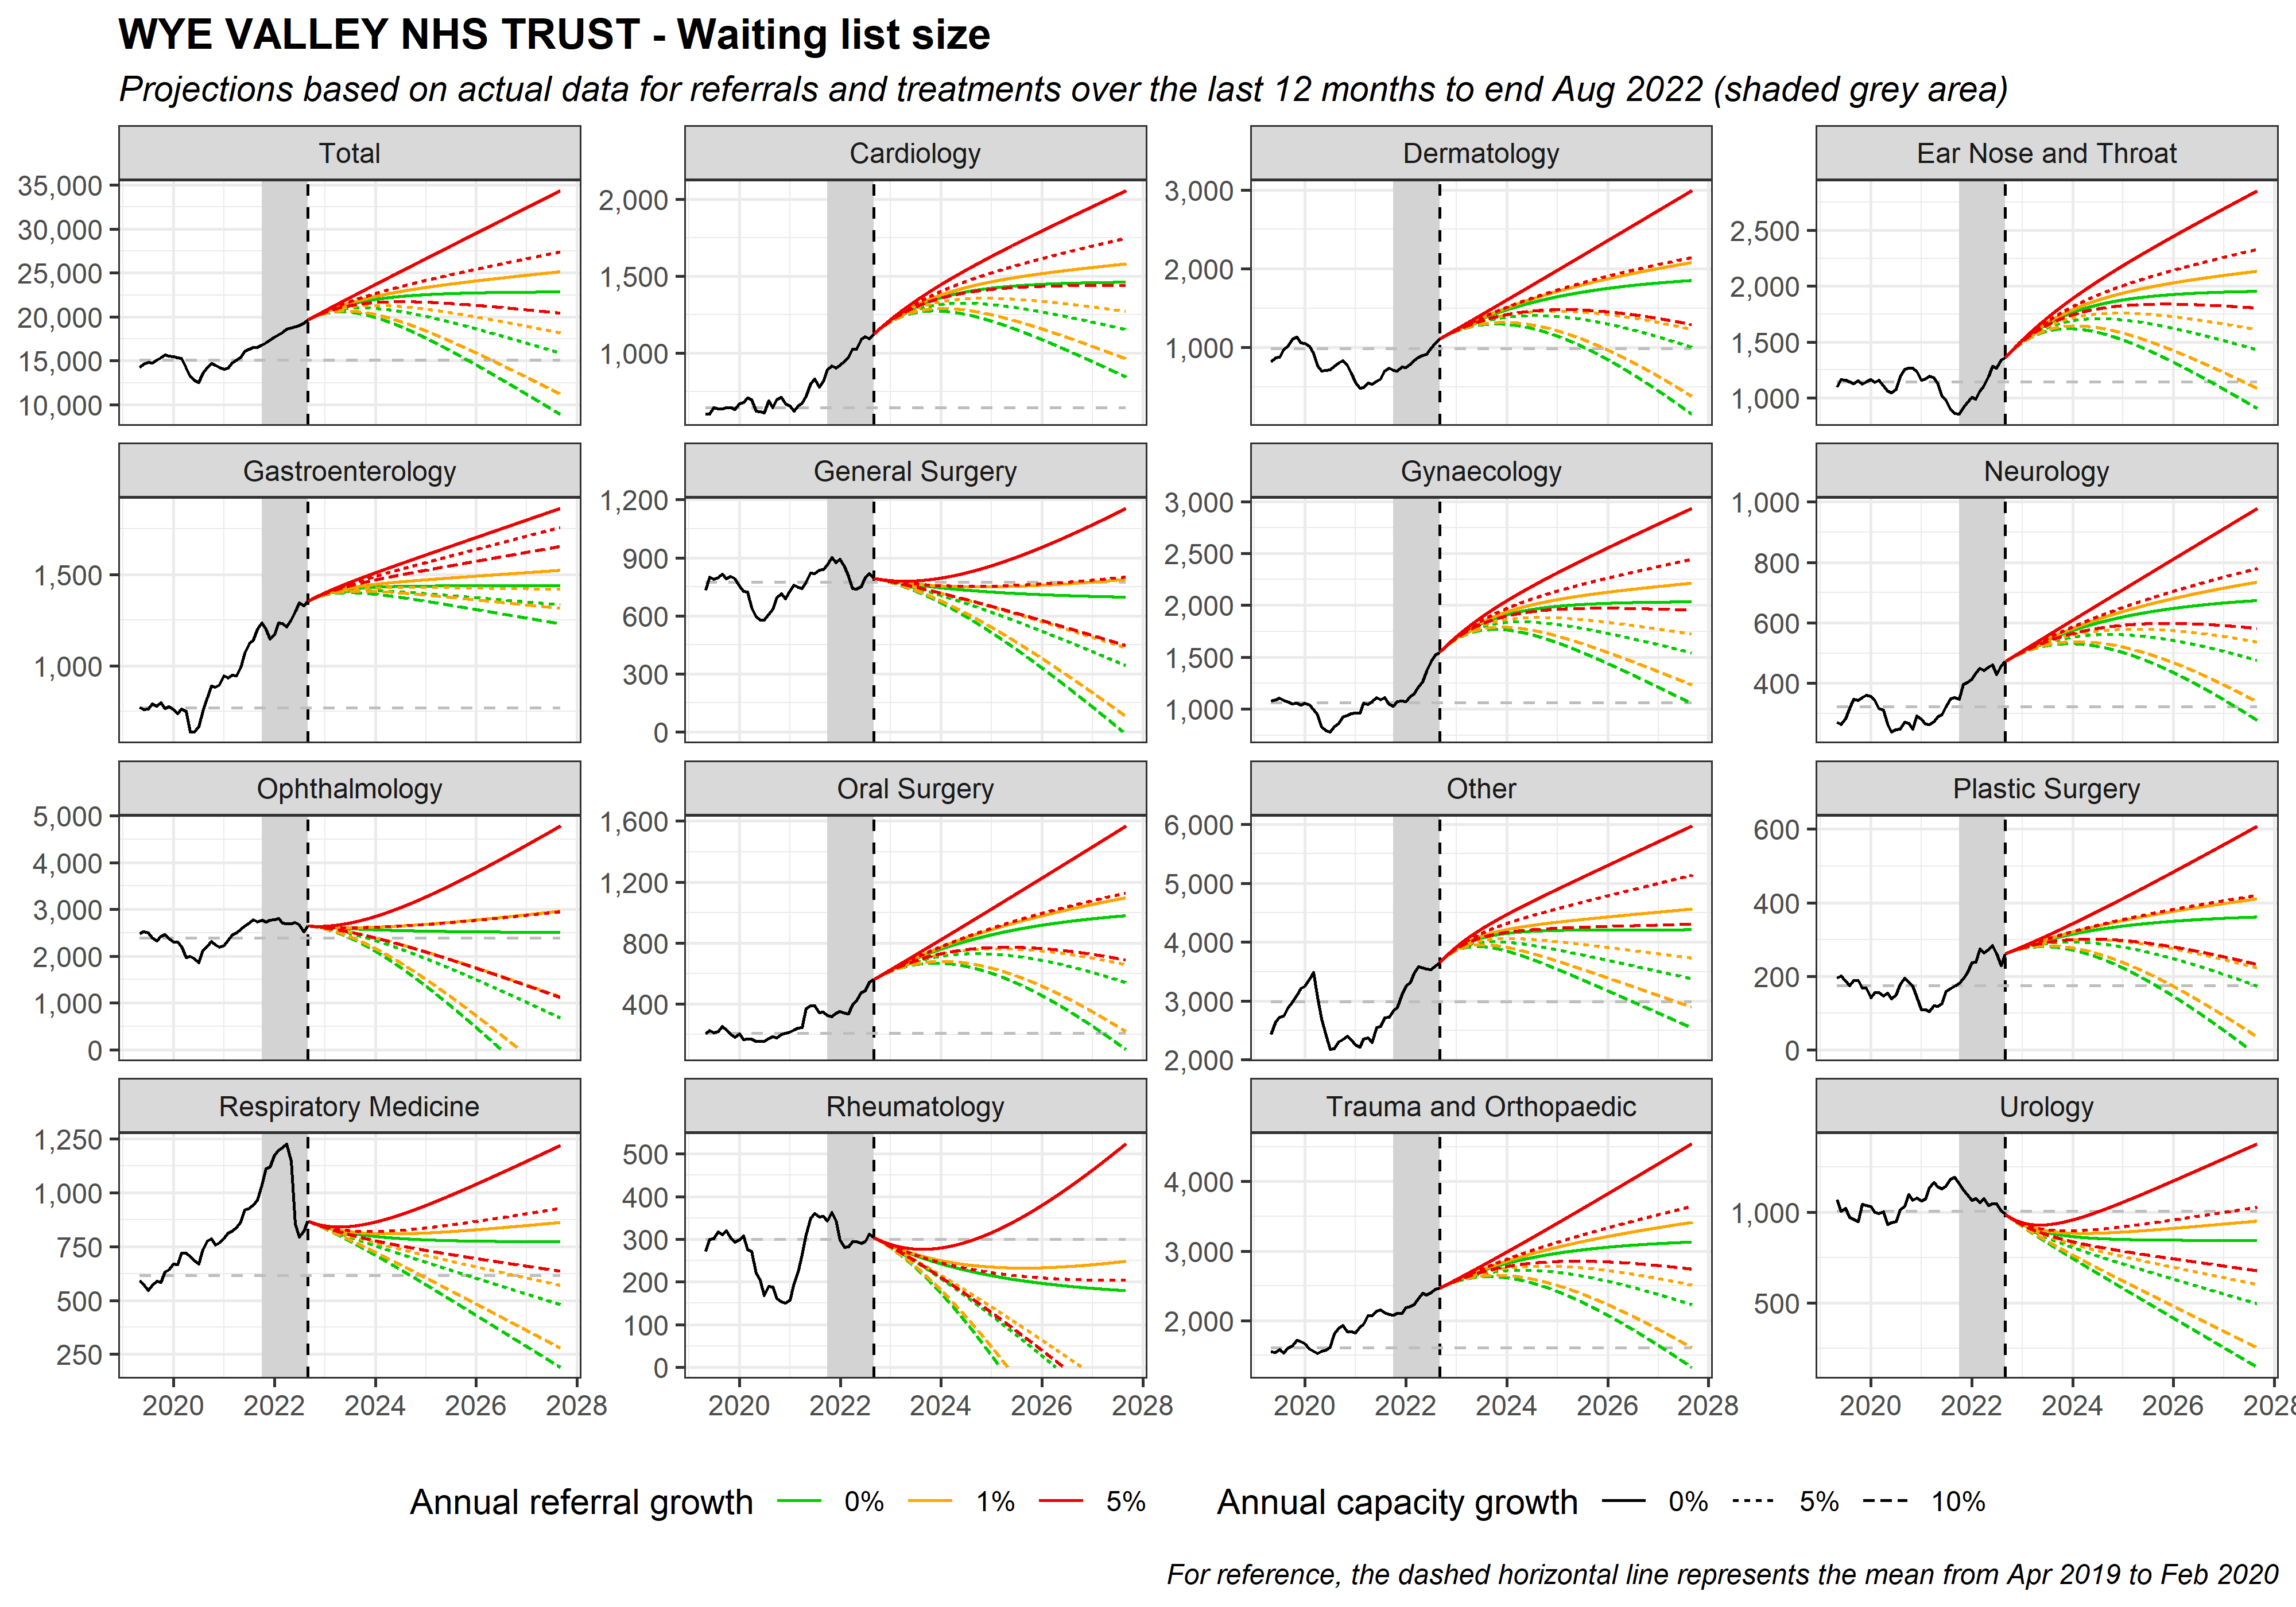 WYE VALLEY NHS TRUST - Waiting list size
Projections based on actual data for referrals and treatments over the last 12 months to end Aug 2022 (shaded grey area)
Total
Cardiology
Dermatology
Ear Nose and Throat
35,000
30,000
25,000
20,000
15,000
10,000
2,000
1,500
1,000
3,000
2,000
1,000
2,500
2,000
1,500
1,000
Gastroenterology
General Surgery
Gynaecology
Neurology
1,500
1,000
1,200
900
600
300
0
3,000
2,500
2,000
1,500
1,000
1,000
800
600
400
Ophthalmology
Oral Surgery
Other
Plastic Surgery
5,000
4,000
3,000
2,000
1,000
0
1,600
1,200
800
400
6,000
5,000
4,000
3,000
2,000
600
400
200
0
Respiratory Medicine
Rheumatology
Trauma and Orthopaedic
Urology
1,250
1,000
750
500
250
500
400
300
200
100
0
4,000
3,000
2,000
1,000
500
2020 2022 2024 2026 2028
2020 2022 2024 2026 2028
2020 2022 2024 2026 2028
2020 2022 2024 2026 2028
Annual referral growth 0% 1% 5%
Annual capacity growth 0% 5% 10%
For reference, the dashed horizontal line represents the mean from Apr 2019 to Feb 2020